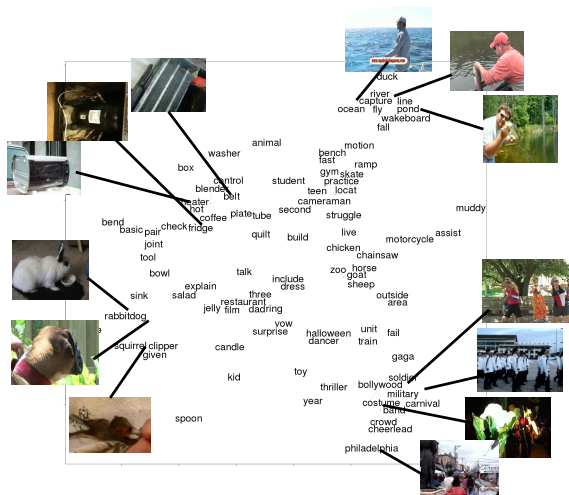 duck
river
capture line
ocean fly pond
wakeboard
fall
animal
motion
washer
bench
fast
ramp
box
gym skate
control
student
practice
blender
teen locat
belt
heater
cameraman
hot
second
muddy
plate tube
coffee
struggle
bend
check fridge
basic pair
live
assist
quilt
build
motorcycle
joint
chicken
tool
chainsaw
bowl
talk
zoo horse
goat
include
sheep
explain
dress
sink
salad
three
outside
restaurant
area
jelly film dadring
rabbit dog
vow
surprise
halloween
unit
fail
dancer
train
squirrel clipper
candle
given
gaga
toy
kid
soldier
thriller
bollywood
military
year
costume carnival
band
spoon
crowd
cheerlead
philadelphia